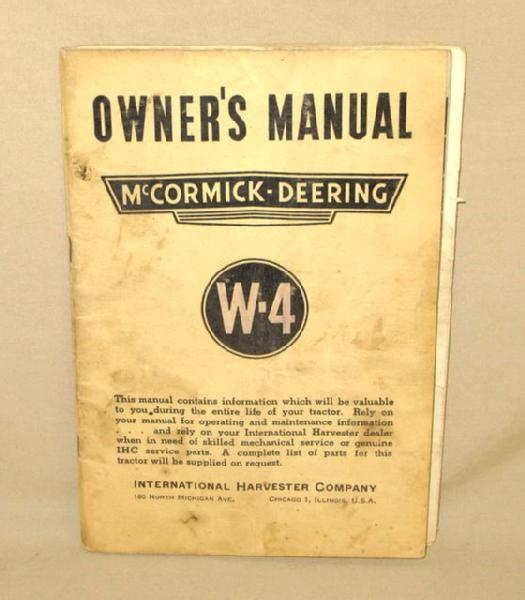 OWNER'S MANUAL
McCORMICK-DEERING
W-4
This manual contains information which will be valuable
to you during the entire life of your tractor. Rely on
your manual for operating and maintenance information
. . . and rely on your International Harvester dealer
when in need of skilled mechanical service or genuine
IHC service parts. A complete list of parts for this
tractor will be supplied on request.
INTERNATIONAL HARVESTER COMPANY
180 NORTH MICHIGAN AVE. CHICAGO 1, ILLINOIS, U.S.A.